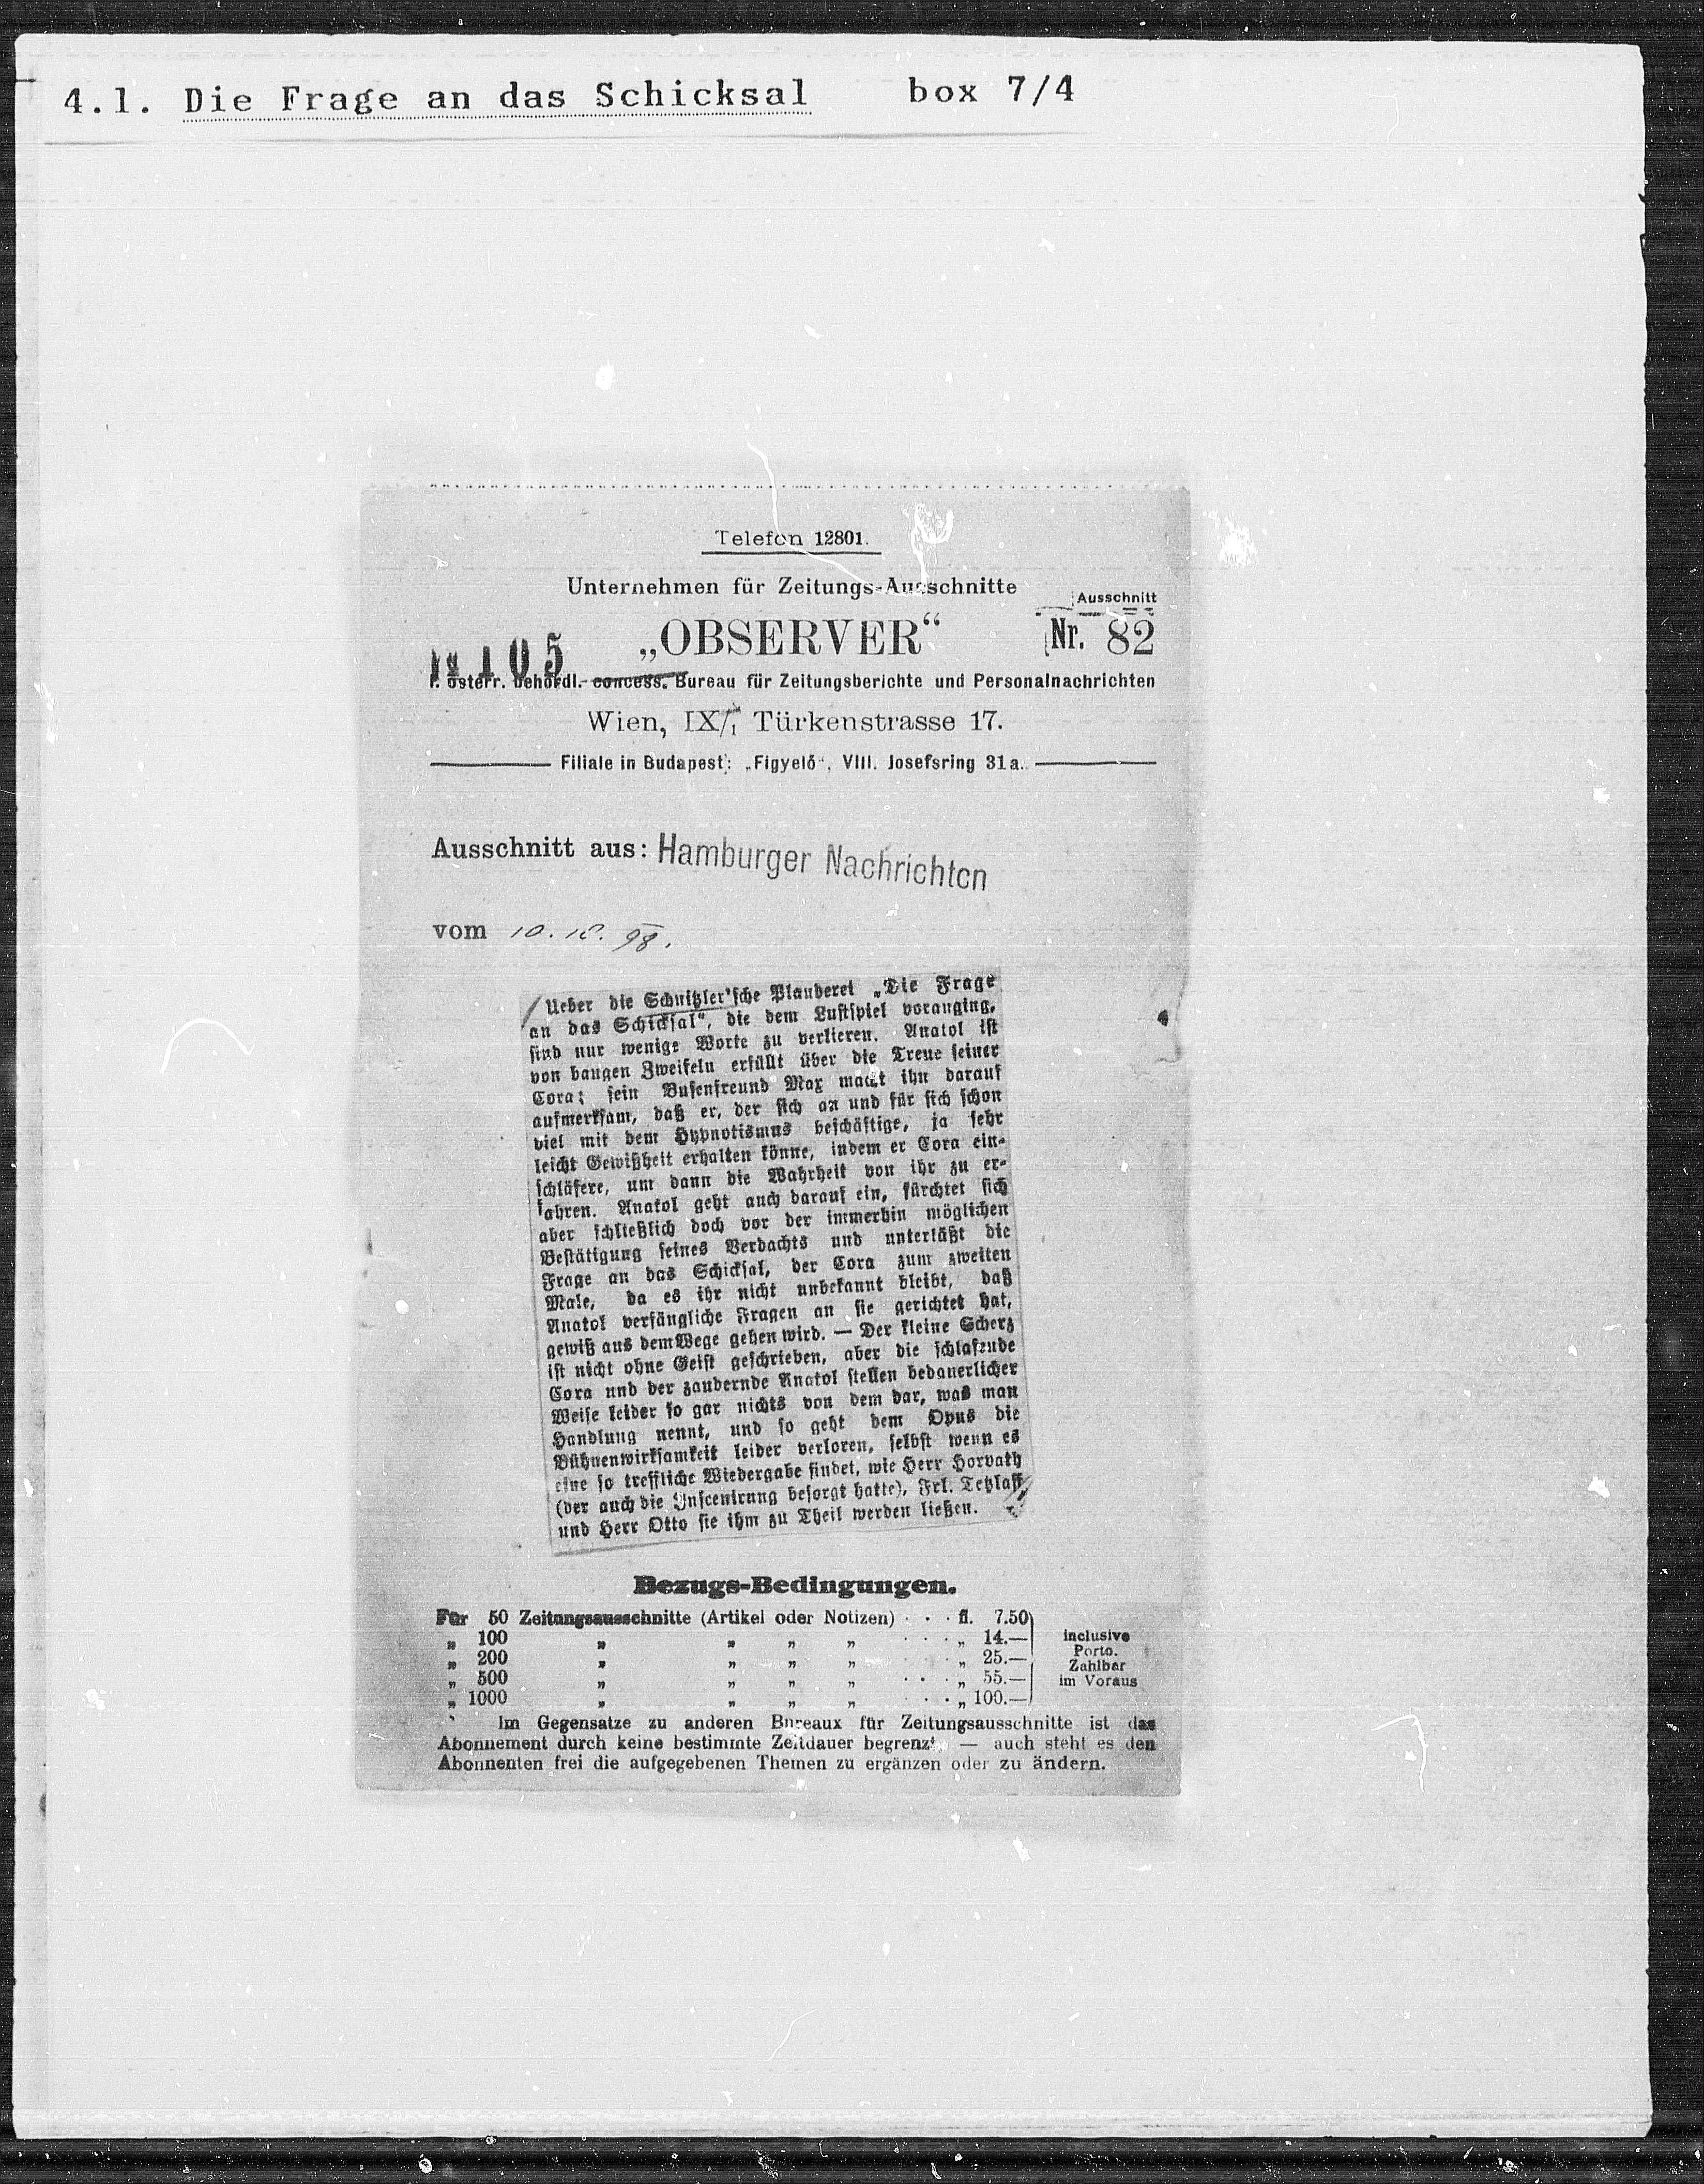 4.1. Die Frage an das Schicksal box 7/4
Telefon 12801.
Unternehmen für Zeitungs-Ausschnitte
Ausschnitt
„OBSERVER“
Nr. 82
№ 105
I. österr. behördl. concess. Bureau für Zeitungsberichte und Personalnachrichten
Wien, IX/1 Türkenstrasse 17.
Filiale in Budapest: „Figyelő“, VIII. Josefsring 31a.
Ausschnitt aus: Hamburger Nachrichten
vom 10. 98.
Ueber die Schnitzler'sche Plauderei „Die Frage
an das Schicksal“, die dem Lustspiel voranging,
sind nur wenige Worte zu verlieren. Anatol ist
von bangen Zweifeln erfüllt über die Treue seiner
Cora; sein Busenfreund Max macht ihn darauf
aufmerksam, daß er, der sich an und für sich schon
viel mit dem Hypnotismus beschäftige, ja sehr
leicht Gewißheit erhalten könne, indem er Cora ein-
schläfere, um dann die Wahrheit von ihr zu er-
fahren. Anatol geht auch darauf ein, fürchtet sich
aber schließlich doch vor der immerhin möglichen
Bestätigung seines Verdachts und unterläßt die
Frage an das Schicksal, der Cora zum zweiten
Male, da es ihr nicht unbekannt bleibt, daß
Anatol verfängliche Fragen an sie gerichtet hat,
gewiß aus dem Wege gehen wird. — Der kleine Scherz
ist nicht ohne Geist geschrieben, aber die schlafende
Cora und der zaudernde Anatol stellen bedauerlicher
Weise leider so gar nichts von dem dar, was man
Handlung nennt, und so geht dem Opus die
Bühnenwirksamkeit leider verloren, selbst wenn es
eine so treffliche Wiedergabe findet, wie Herr Horvath
(der auch die Inscenirung besorgt hatte), Frl. Tetzlaff
und Herr Otto sie ihm zu Theil werden ließen.
Bezugs-Bedingungen.
Für 50 Zeitungsausschnitte (Artikel oder Notizen) . . . fl. 7.50
„ 100 „ „ „ „ . . . „ 14.— inclusive
„ 200 „ „ „ „ . . . „ 25.— Porto.
Zahlbar
„ 500 „ „ „ „ . . . „ 55.— im Voraus
„ 1000 „ „ „ „ . . . „ 100.—
Im Gegensatze zu anderen Bureaux für Zeitungsausschnitte ist das
Abonnement durch keine bestimmte Zeitdauer begrenzt — auch steht es den
Abonnenten frei die aufgegebenen Themen zu ergänzen oder zu ändern.